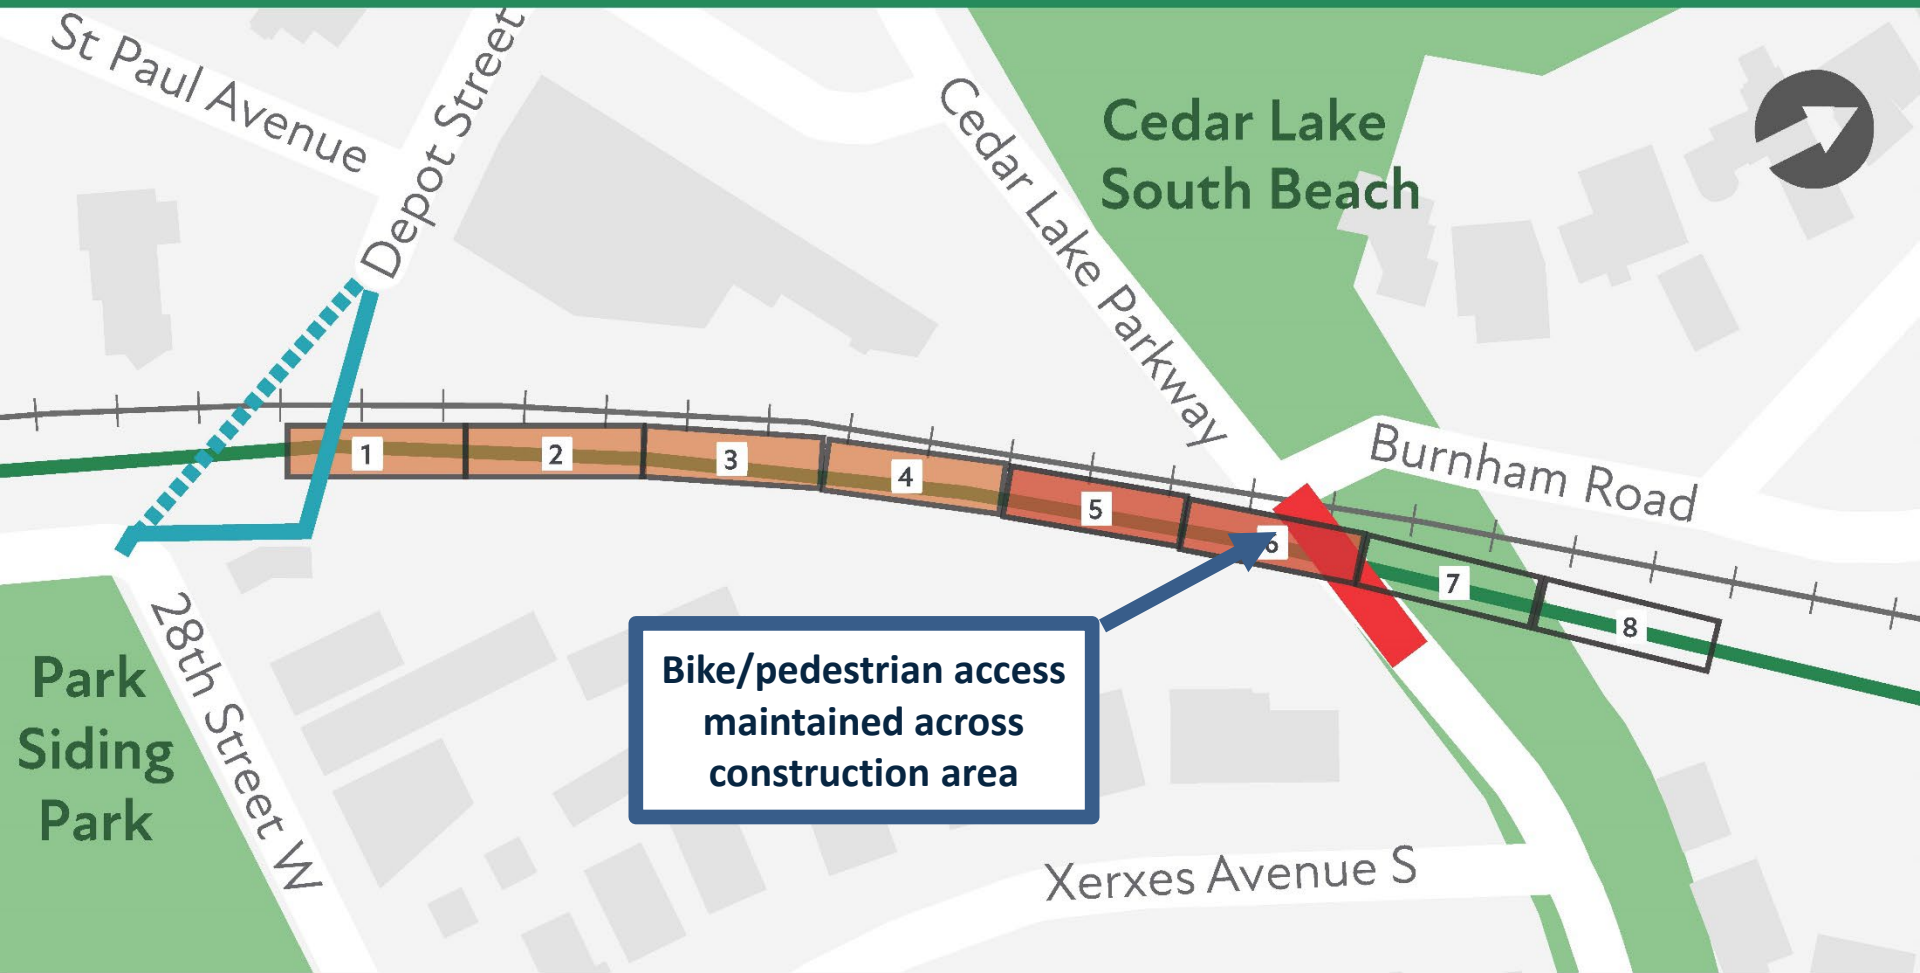 St Paul Avenue
Depot Street
Cedar Lake Parkway
Cedar Lake
South Beach
Burnham Road
1
2
3
4
5
6
7
8
Bike/pedestrian access
maintained across
construction area
Park
Siding
Park
28th Street W
Xerxes Avenue S